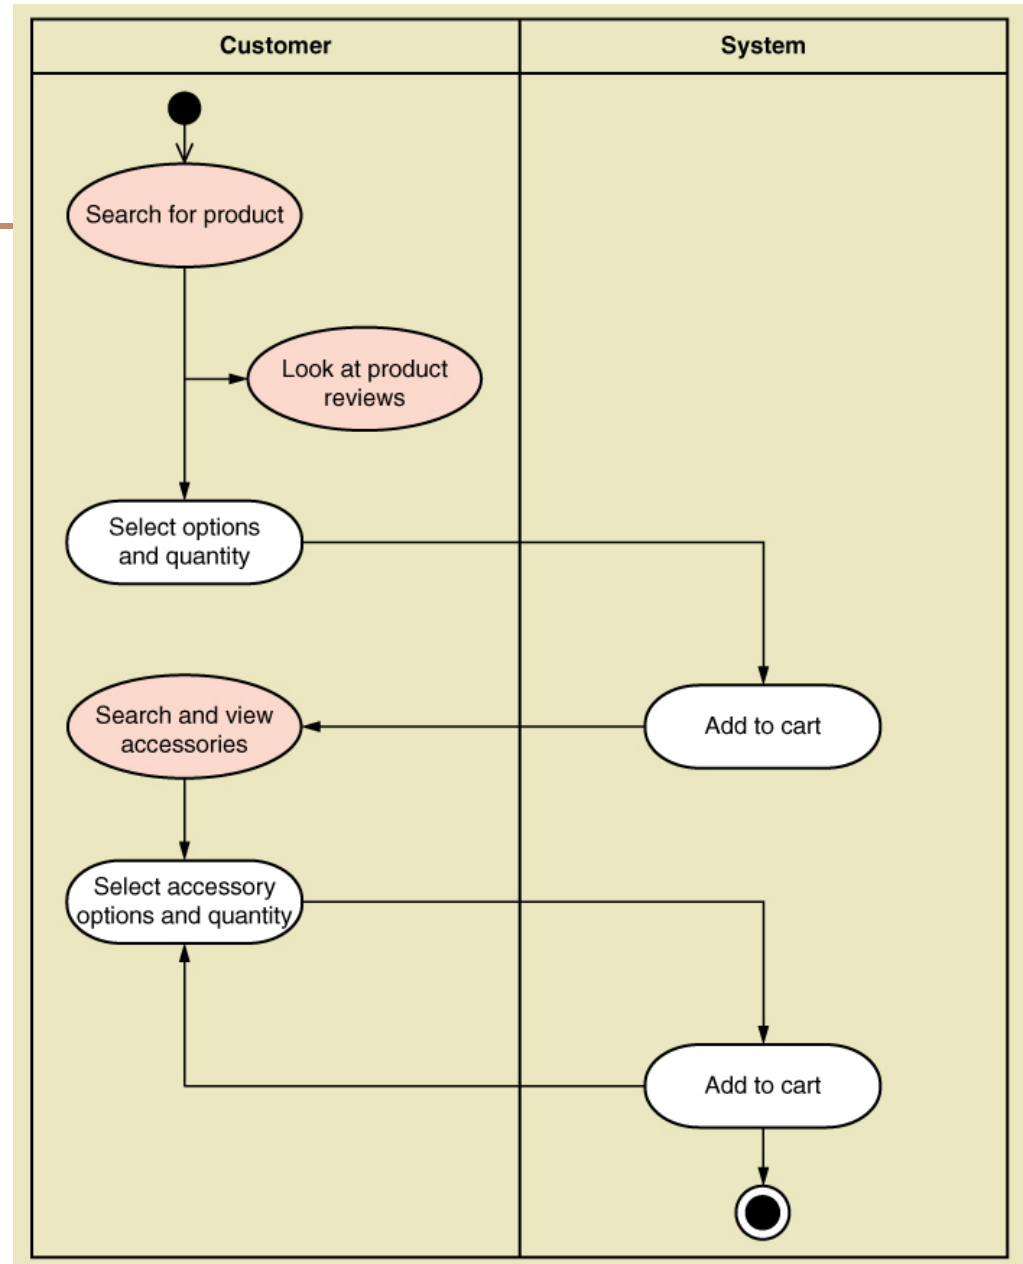 Customer
System
Search for product
Look at product
reviews
Select options
and quantity
Search and view
accessories
Add to cart
Select accessory
options and quantity
Add to cart